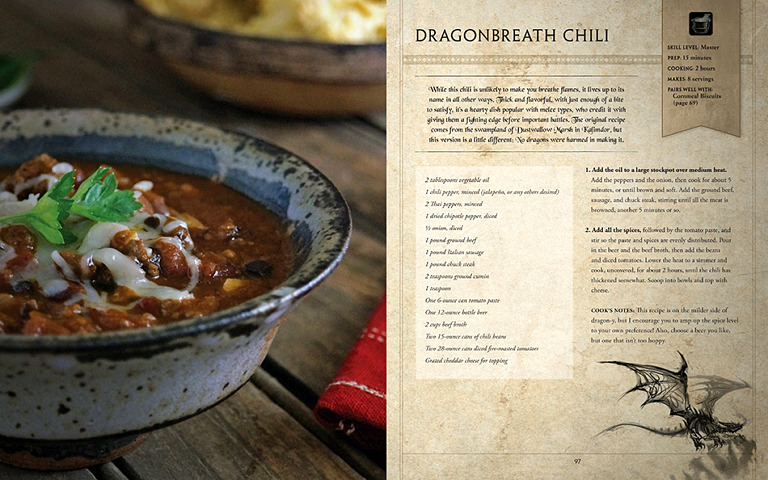 DRAGONBREATH CHILI
SKILL LEVEL: Master
PREP: 15 minutes
COOKING: 2 hours
MAKES: 8 servings
PAIRS WELL WITH:
Cornmeal Biscuits
(page 69)
While this chili is unlikely to make you breathe flames, it lives up to its
name in all other ways. Thick and flavorful, with just enough of a bite
to satisfy, it's a hearty dish popular with melee types, who credit it with
giving them a fighting edge before important battles. The original recipe
comes from the swampland of Dustwallow Marsh in Kalimdor, but
this version is a little different: No dragons were harmed in making it.
2 tablespoons vegetable oil
1 chili pepper, minced (jalapeño, or any others desired)
2 Thai peppers, minced
1 dried chipotle pepper, diced
½ onion, diced
1 pound ground beef
1 pound Italian sausage
1 pound chuck steak
2 teaspoons ground cumin
1 teaspoon
One 6-ounce can tomato paste
One 12-ounce bottle beer
2 cups beef broth
Two 15-ounce cans of chili beans
Two 28-ounce cans diced fire-roasted tomatoes
Grated cheddar cheese for topping
1. Add the oil to a large stockpot over medium heat.
Add the peppers and the onion, then cook for about 5
minutes, or until brown and soft. Add the ground beef,
sausage, and chuck steak, stirring until all the meat is
browned, another 5 minutes or so.
2. Add all the spices, followed by the tomato paste, and
stir so the paste and spices are evenly distributed. Pour
in the beer and the beef broth, then add the beans
and diced tomatoes. Lower the heat to a simmer and
cook, uncovered, for about 2 hours, until the chili has
thickened somewhat. Scoop into bowls and top with
cheese.
COOK'S NOTES: This recipe is on the milder side of
dragon-y, but I encourage you to amp up the spice level
to your own preference! Also, choose a beer you like,
but one that isn't too hoppy.
97